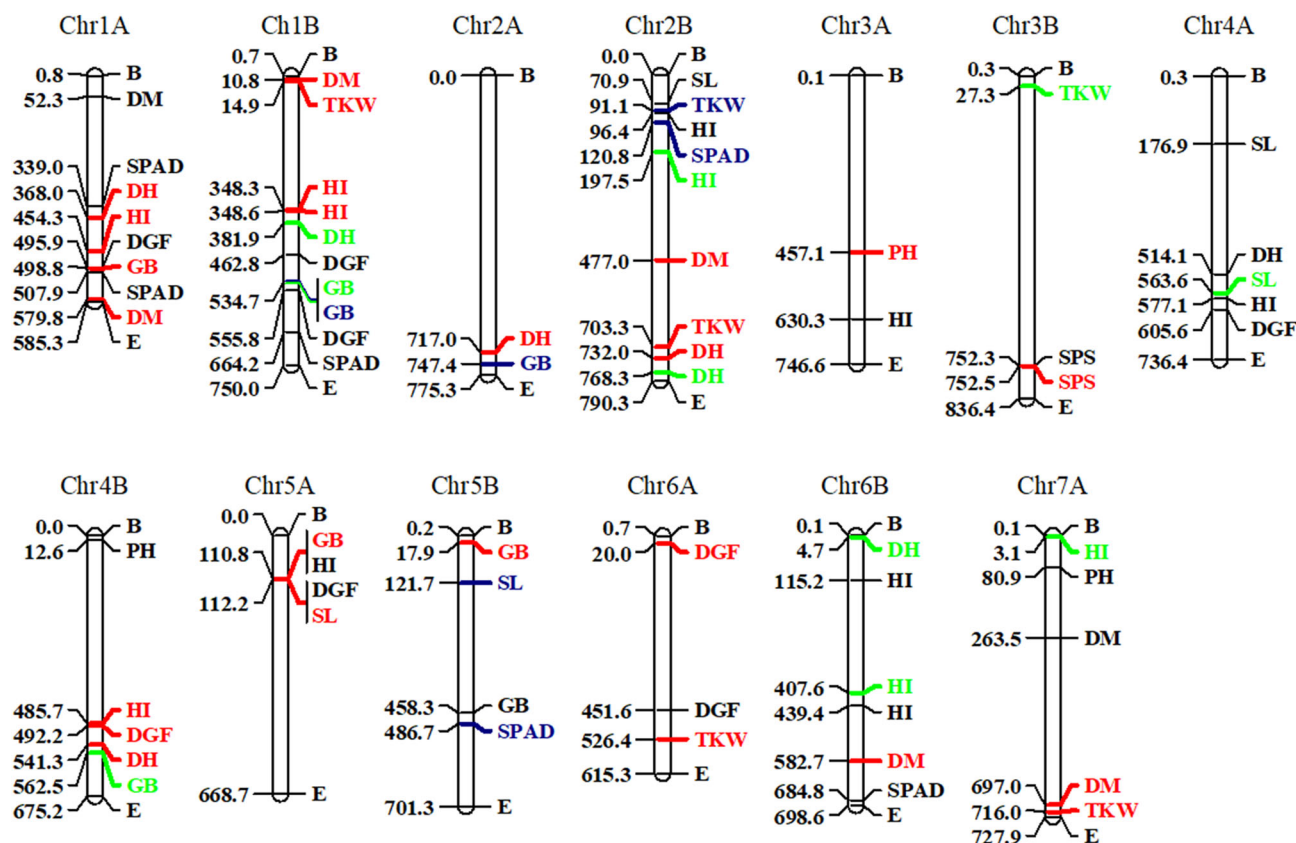 Chr1A
0.8 B
52.3 DM
339.0 SPAD
368.0 DH
454.3 HI
495.9 DGF
498.8 GB
507.9 SPAD
579.8 DM
585.3 E
Ch1B
0.7 B
10.8 DM
14.9 TKW
348.3 HI
348.6 HI
381.9 DH
462.8 DGF
534.7 GB
GB
555.8 DGF
664.2 SPAD
750.0 E
Chr2A
0.0 B
717.0 DH
747.4 GB
775.3 E
Chr2B
0.0 B
70.9 SL
91.1 TKW
96.4 HI
120.8 SPAD
197.5 HI
477.0 DM
703.3 TKW
732.0 DH
768.3 DH
790.3 E
Chr3A
0.1 B
457.1 PH
630.3 HI
746.6 E
Chr3B
0.3 B
27.3 TKW
752.3 SPS
752.5 SPS
836.4 E
Chr4A
0.3 B
176.9 SL
514.1 DH
563.6 SL
577.1 HI
605.6 DGF
736.4 E
Chr4B
0.0 B
12.6 PH
485.7 HI
492.2 DGF
541.3 DH
562.5 GB
675.2 E
Chr5A
0.0 B
GB
110.8 HI
DGF
112.2 SL
668.7 E
Chr5B
0.2 B
17.9 GB
121.7 SL
458.3 GB
486.7 SPAD
701.3 E
Chr6A
0.7 B
20.0 DGF
451.6 DGF
526.4 TKW
615.3 E
Chr6B
0.1 B
4.7 DH
115.2 HI
407.6 HI
439.4 HI
582.7 DM
684.8 SPAD
698.6 E
Chr7A
0.1 B
3.1 HI
80.9 PH
263.5 DM
697.0 DM
716.0 TKW
727.9 E